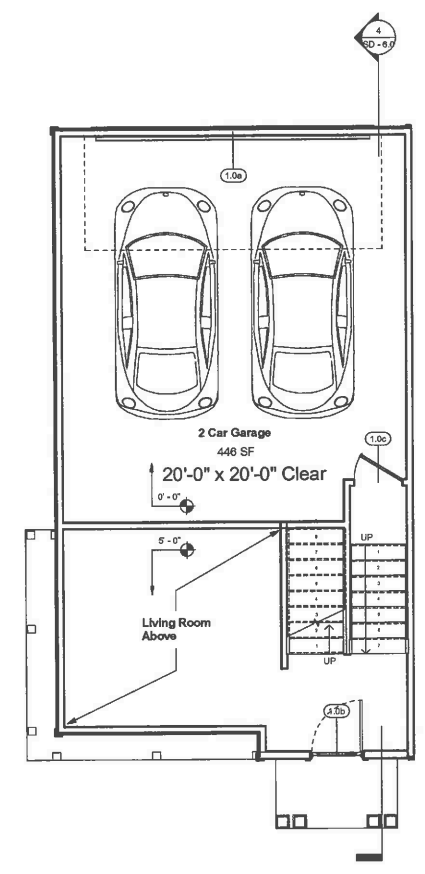 4
SD - 6.0
1.0a
2 Car Garage
446 SF
20'-0" x 20'-0" Clear
1.0c
0' - 0"
5' - 0"
UP
Living Room
Above
UP
1.0b